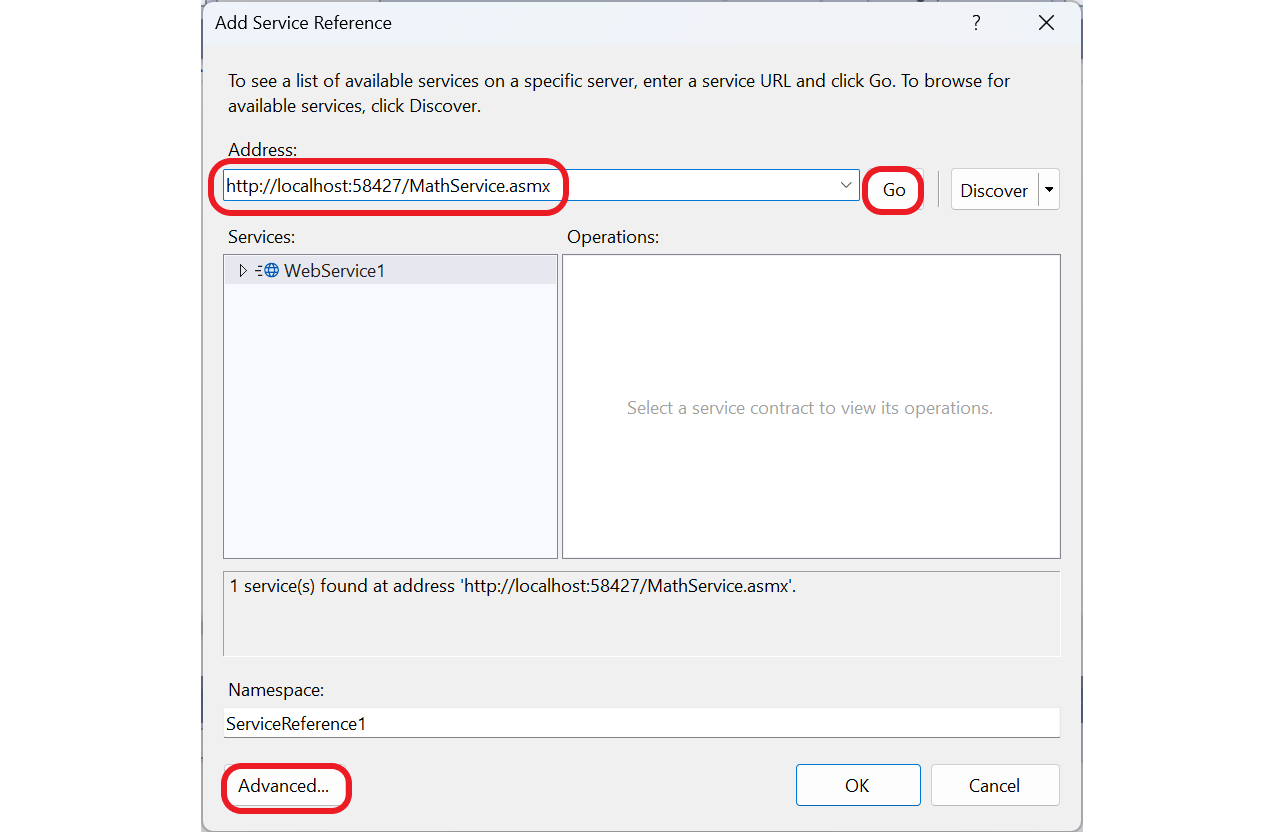 Add Service Reference
?
To see a list of available services on a specific server, enter a service URL and click Go. To browse for
available services, click Discover.
Address:
http://localhost:58427/MathService.asmx
Go
Discover
Services:
Operations:
WebService1
Select a service contract to view its operations.
1 service(s) found at address 'http://localhost:58427/MathService.asmx'.
Namespace:
ServiceReference1
Advanced...
OK
Cancel